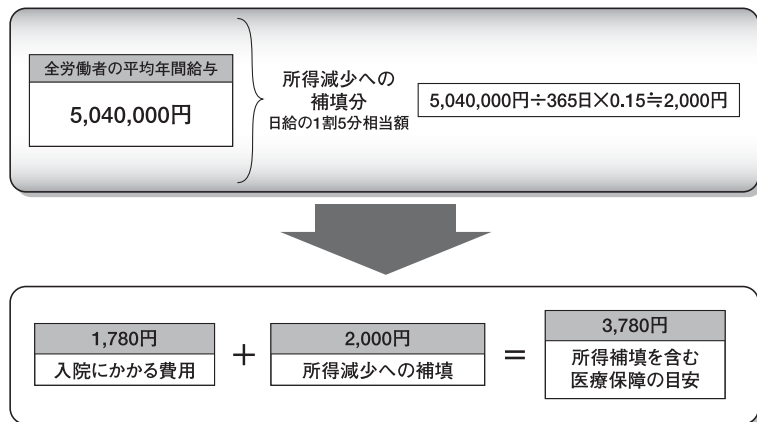 全労働者の平均年間給与
5,040,000円
所得減少への
補填分
日給の1割5分相当額
5,040,000円÷365日×0.15≒2,000円
1,780円
入院にかかる費用
+
2,000円
所得減少への補填
=
3,780円
所得補填を含む
医療保障の目安